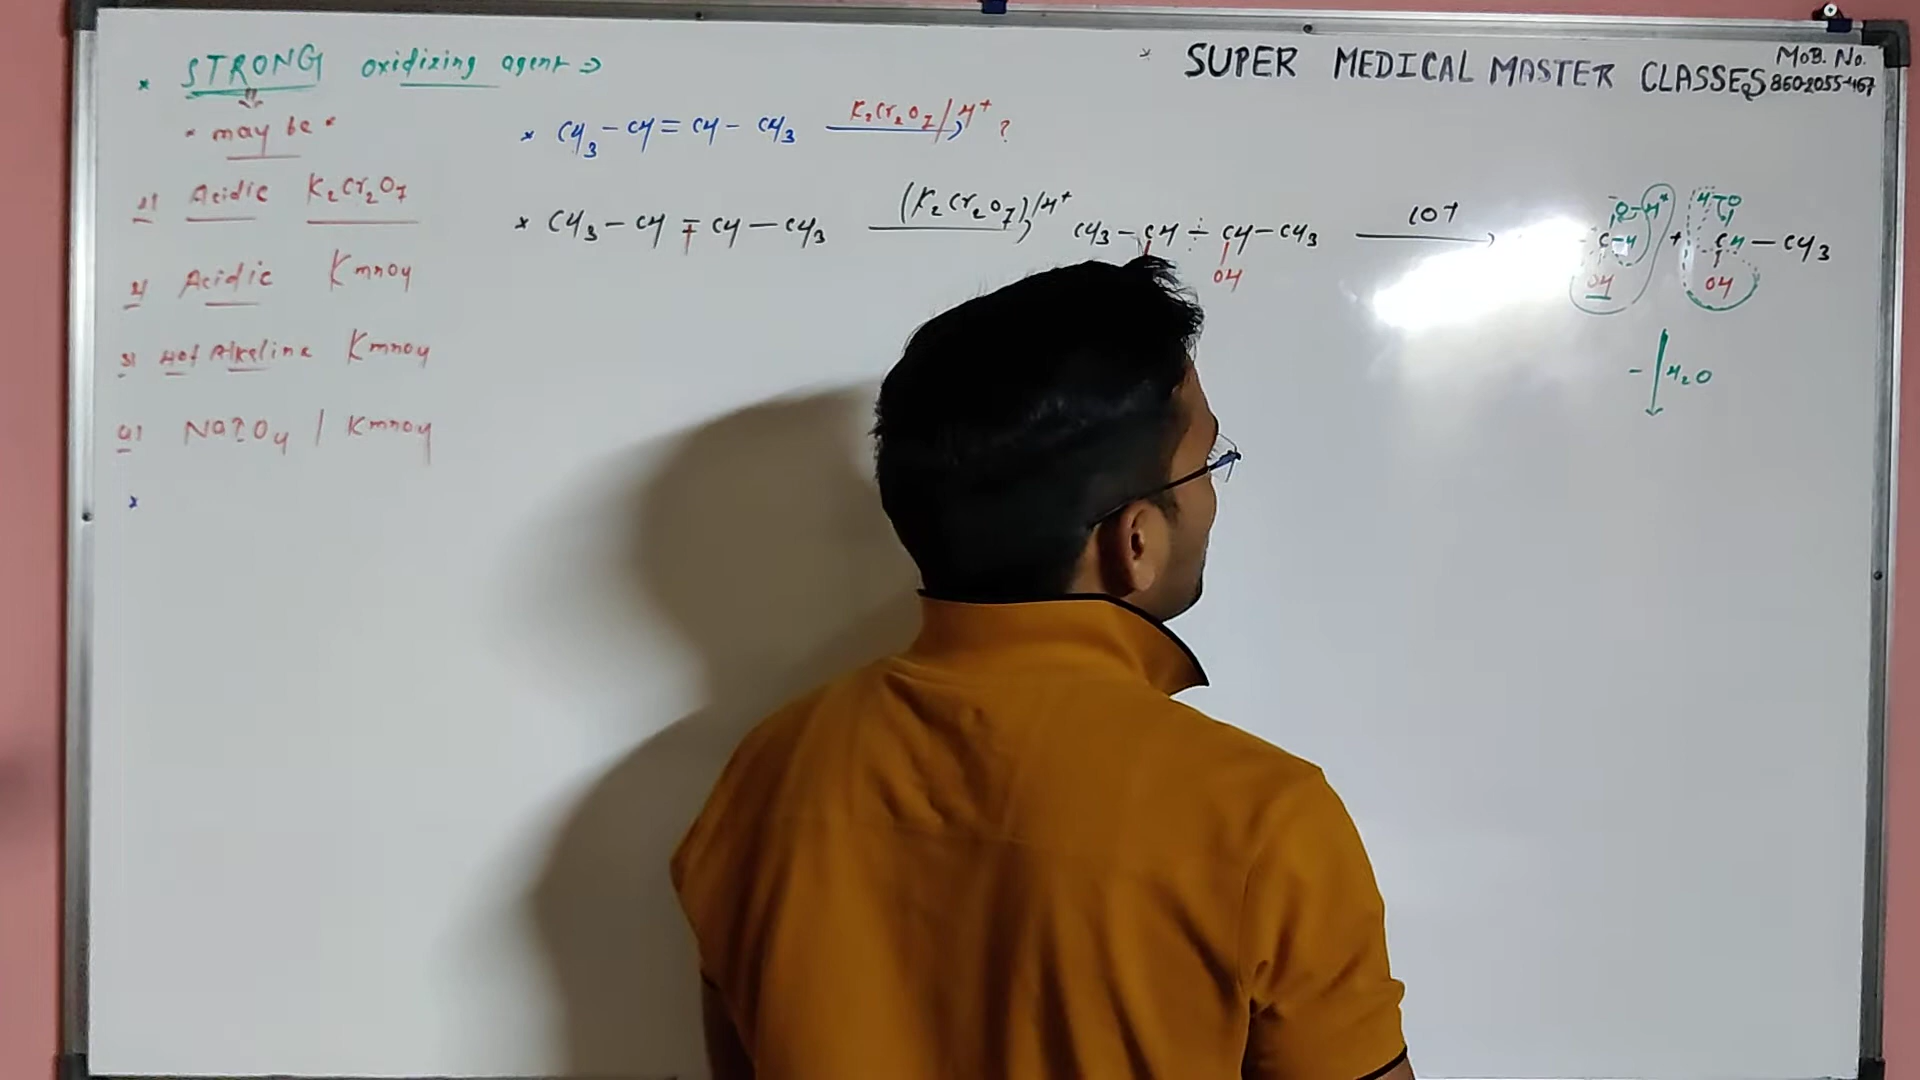 * STRONG oxidizing agent ⇒
* SUPER MEDICAL MASTER CLASSES
MOB. No.
8602055467
* may be *
* CH3 - CH = CH - CH3 K2Cr2O7/H+ ?
1) Acidic K2Cr2O7
* CH3 - CH = CH - CH3 (K2Cr2O7)/H+ CH3 - CH - CH - CH3 [O] C-H + CH - CH3
OH OH OH
2) Acidic KMnO4
3) Hot Alkaline KMnO4
- H2O
4) NaIO4 / KMnO4
*